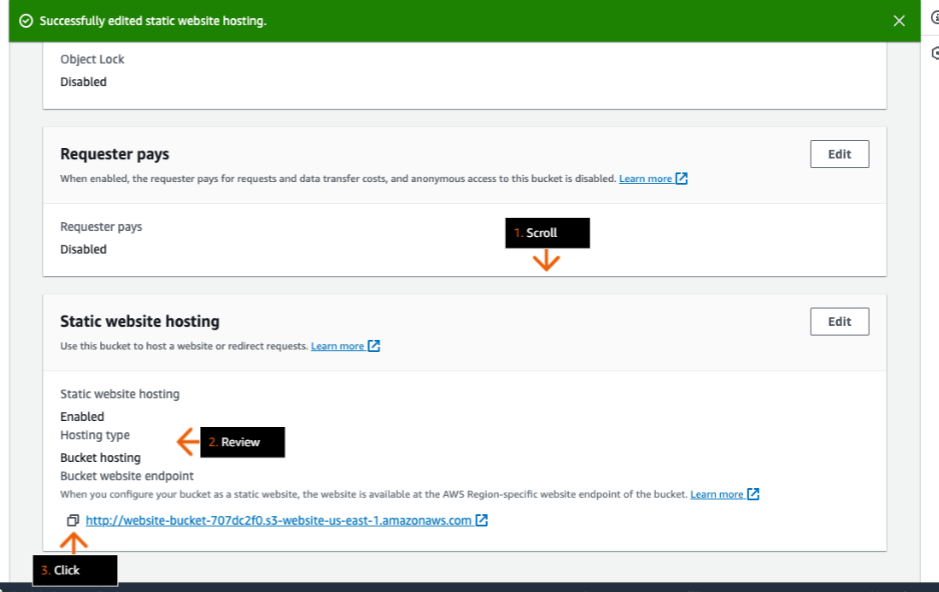 Successfully edited static website hosting.
Object Lock
Disabled
Requester pays
Edit
When enabled, the requester pays for requests and data transfer costs, and anonymous access to this bucket is disabled. Learn more
Requester pays
Disabled
1. Scroll
Static website hosting
Edit
Use this bucket to host a website or redirect requests. Learn more
Static website hosting
Enabled
Hosting type
2. Review
Bucket hosting
Bucket website endpoint
When you configure your bucket as a static website, the website is available at the AWS Region-specific website endpoint of the bucket. Learn more
http://website-bucket-707dc2f0.s3-website-us-east-1.amazonaws.com
3. Click